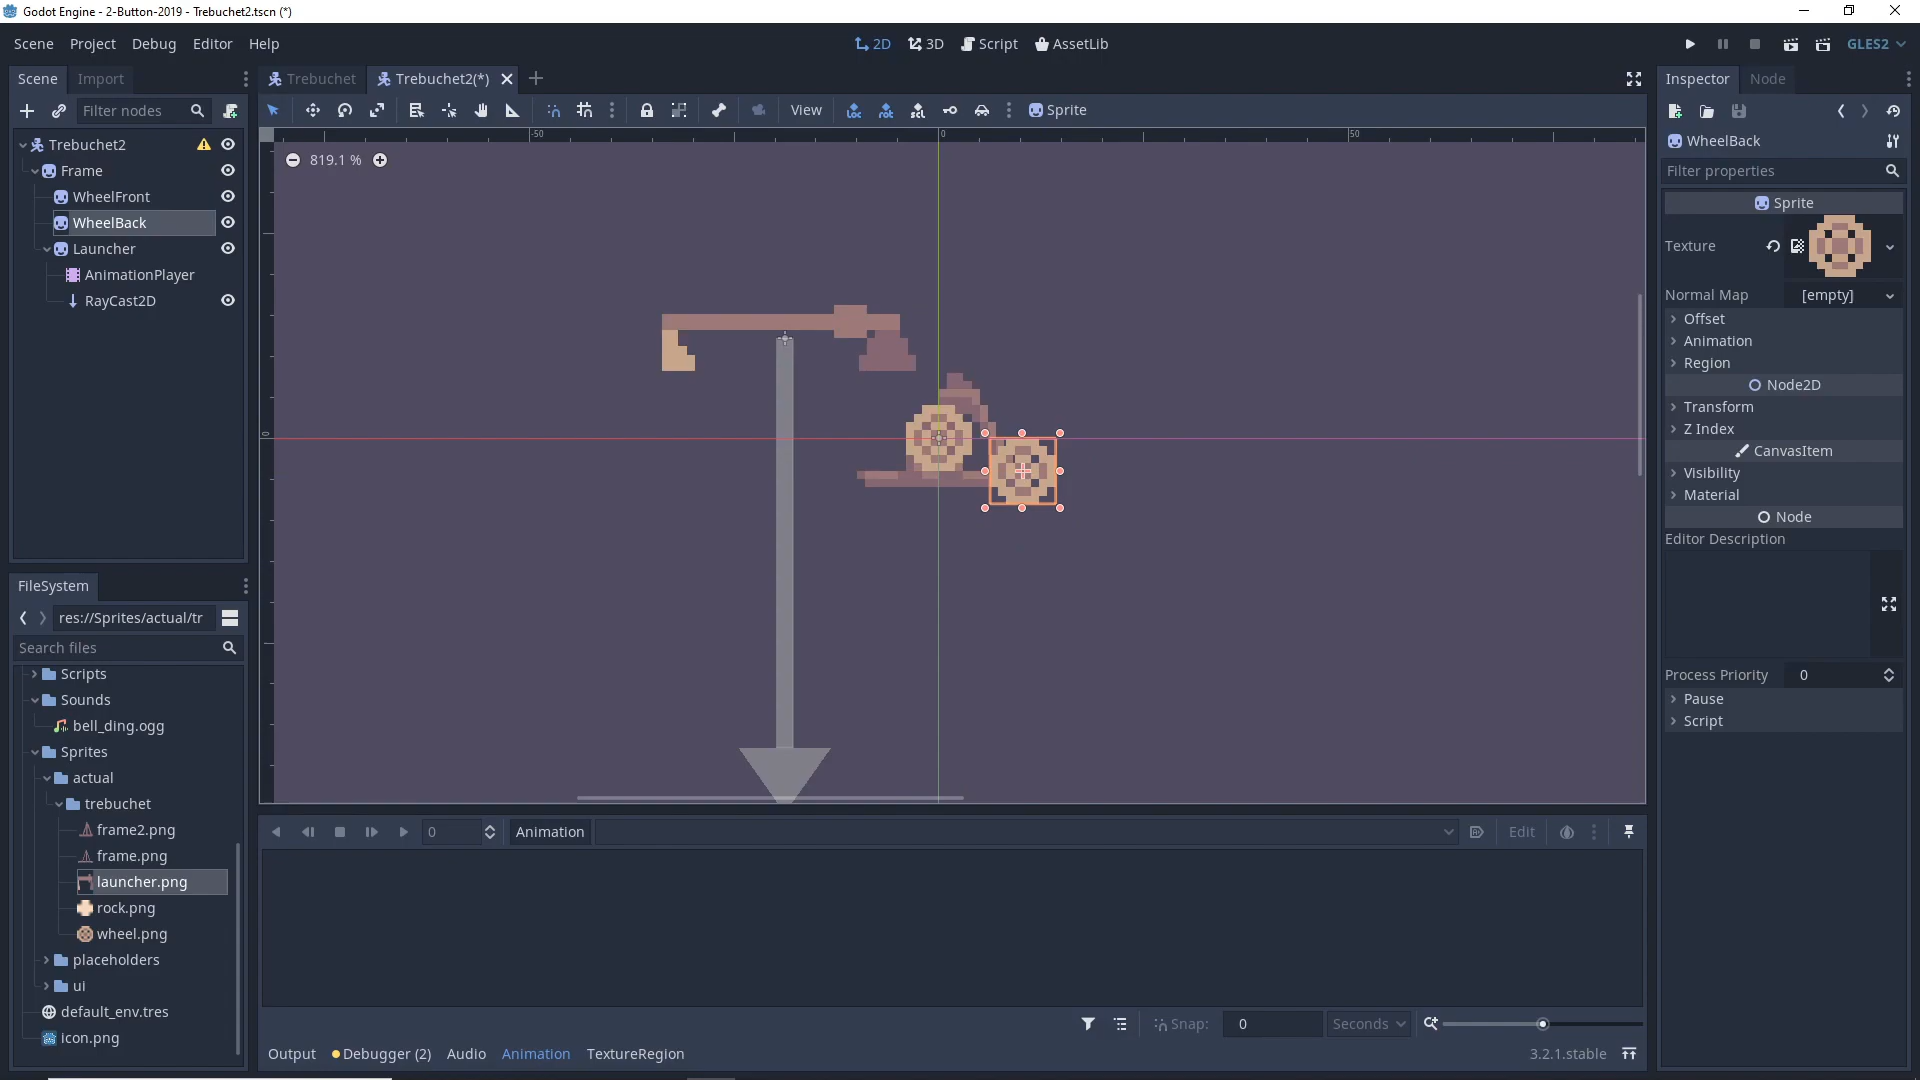 Godot Engine - 2-Button-2019 - Trebuchet2.tscn (*)
Scene Project Debug Editor Help
2D 3D Script AssetLib
GLES2
Scene Import
Trebuchet Trebuchet2(*)
Inspector Node
Filter nodes
View
Sprite
Trebuchet2
Frame
WheelFront
WheelBack
Launcher
AnimationPlayer
RayCast2D
-50 0 50
819.1 %
0
WheelBack
Filter properties
Sprite
Texture
Normal Map [empty]
Offset
Animation
Region
Node2D
Transform
Z Index
CanvasItem
Visibility
Material
Node
Editor Description
Process Priority 0
Pause
Script
FileSystem
res://Sprites/actual/tr
Search files
Scripts
Sounds
bell_ding.ogg
Sprites
actual
trebuchet
frame2.png
frame.png
launcher.png
rock.png
wheel.png
placeholders
ui
default_env.tres
icon.png
0 Animation Edit
Snap: 0 Seconds
Output Debugger (2) Audio Animation TextureRegion
3.2.1.stable